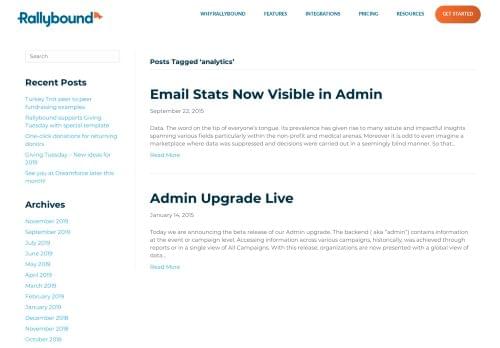 Rallybound
WHY RALLYBOUND
FEATURES
INTEGRATIONS
PRICING
RESOURCES
GET STARTED
Search
Recent Posts
Turkey Trot peer to peer
fundraising examples
Rallybound supports Giving
Tuesday with special template
One-click donations for returning
donors
Giving Tuesday – New ideas for
2019
See you at Dreamforce later this
month!
Archives
November 2019
September 2019
July 2019
June 2019
May 2019
April 2019
March 2019
February 2019
January 2019
December 2018
November 2018
October 2018
Posts Tagged ‘analytics’
Email Stats Now Visible in Admin
September 22, 2015
Data. The word on the tip of everyone's tongue. Its prevalence has given rise to many astute and impactful insights
spanning various fields particularly within the non-profit and medical arenas. Moreover it is odd to even imagine a
marketplace where data was suppressed and decisions were carried out in a seemingly blind manner. So that...
Read More
Admin Upgrade Live
January 14, 2015
Today we are announcing the beta release of our Admin upgrade. The backend ( aka "admin") contains information
at the event or campaign level. Accessing information across various campaigns, historically, was achieved through
reports or in a single view of All Campaigns. With this release, organizations are now presented with a global view of
data...
Read More